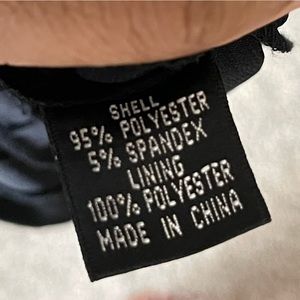 SHELL
95% POLYESTER
5% SPANDEX
LINING
100% POLYESTER
MADE IN CHINA